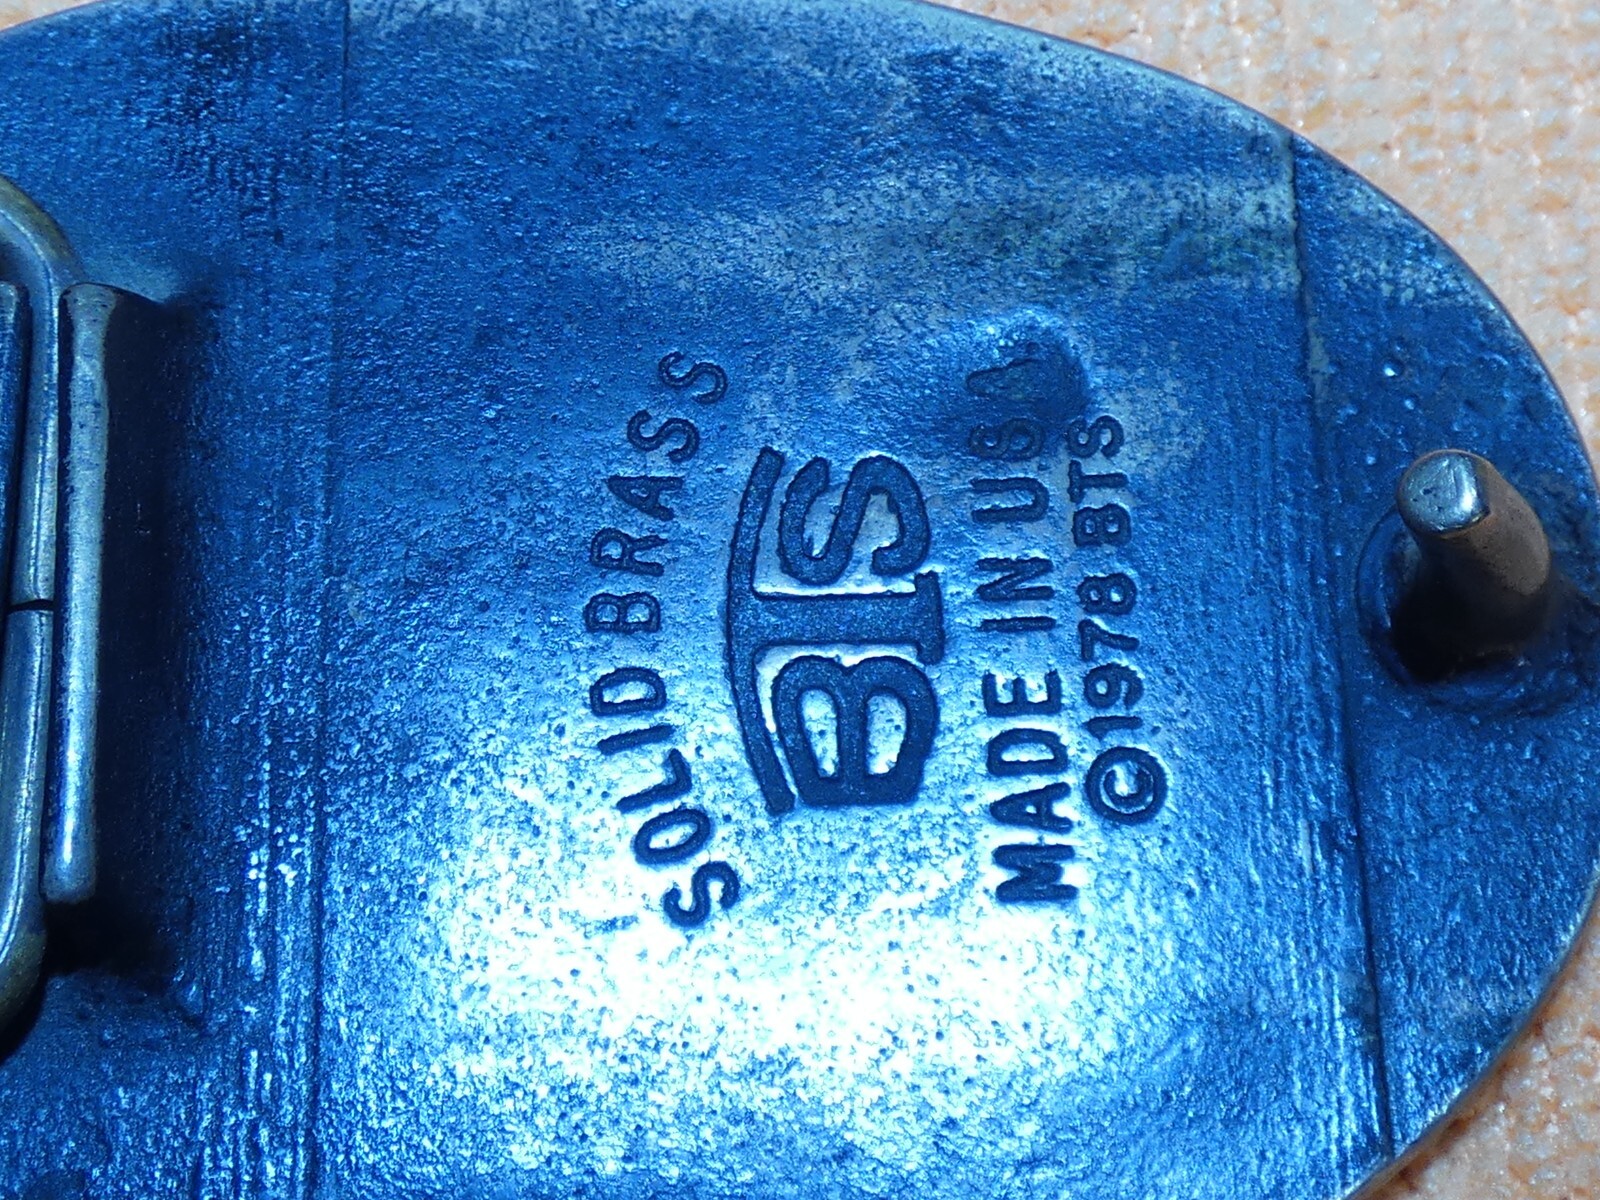 SOLID BRASS
BTS
MADE IN USA
©1978 BTS